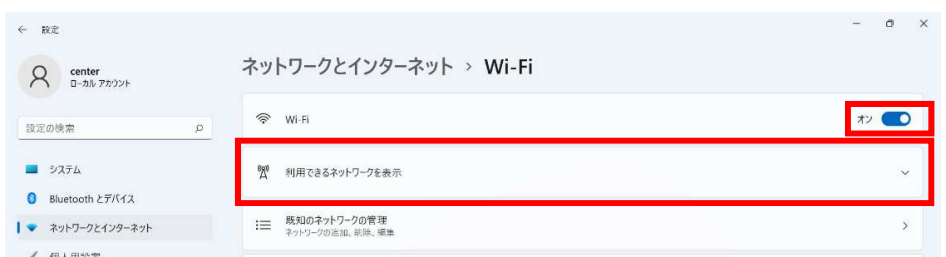 設定
center
ローカル アカウント
設定の検索
システム
Bluetooth とデバイス
ネットワークとインターネット
個人用設定
ネットワークとインターネット › Wi-Fi
Wi-Fi
オン
利用できるネットワークを表示
既知のネットワークの管理
ネットワークの追加、削除、編集